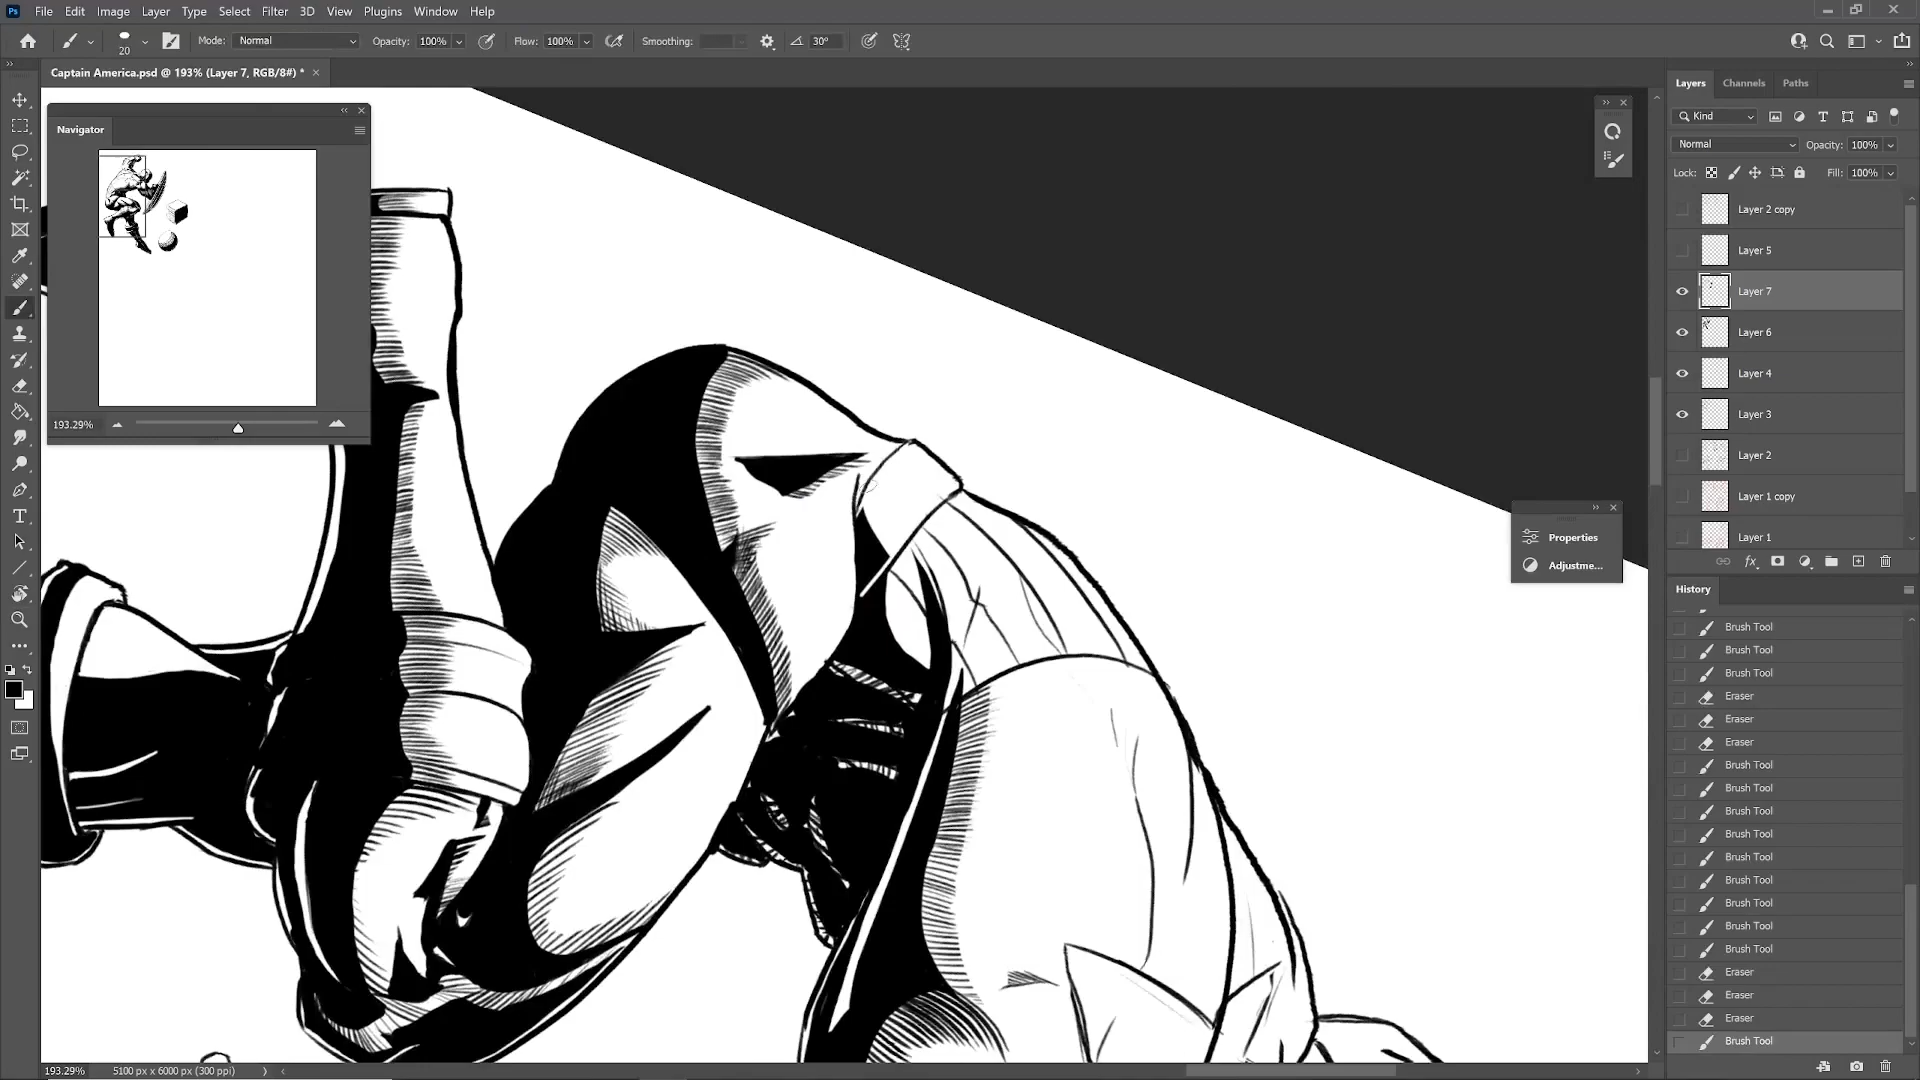 Ps File Edit Image Layer Type Select Filter 3D View Plugins Window Help
20 Mode: Normal Opacity: 100% Flow: 100% Smoothing: 30°
Captain America.psd @ 193% (Layer 7, RGB/8#) *
Navigator
193.29%
Properties
Adjustme...
Layers Channels Paths
Kind
Normal Opacity: 100%
Lock: Fill: 100%
Layer 2 copy
Layer 5
Layer 7
Layer 6
Layer 4
Layer 3
Layer 2
Layer 1 copy
Layer 1
History
Brush Tool
Brush Tool
Brush Tool
Eraser
Eraser
Eraser
Brush Tool
Brush Tool
Brush Tool
Brush Tool
Brush Tool
Brush Tool
Brush Tool
Brush Tool
Brush Tool
Eraser
Eraser
Eraser
Brush Tool
193.29% 5100 px x 6000 px (300 ppi)